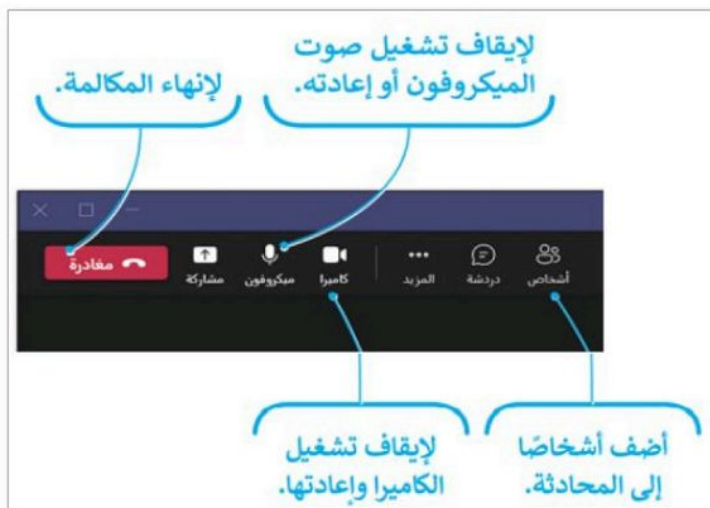 لإيقاف تشغيل صوت
الميكروفون أو إعادته.
لإنهاء المكالمة.
أشخاص
دردشة
المزيد
كاميرا
ميكروفون
مشاركة
مغادرة
أضف أشخاصًا
إلى المحادثة.
لإيقاف تشغيل
الكاميرا وإعادتها.